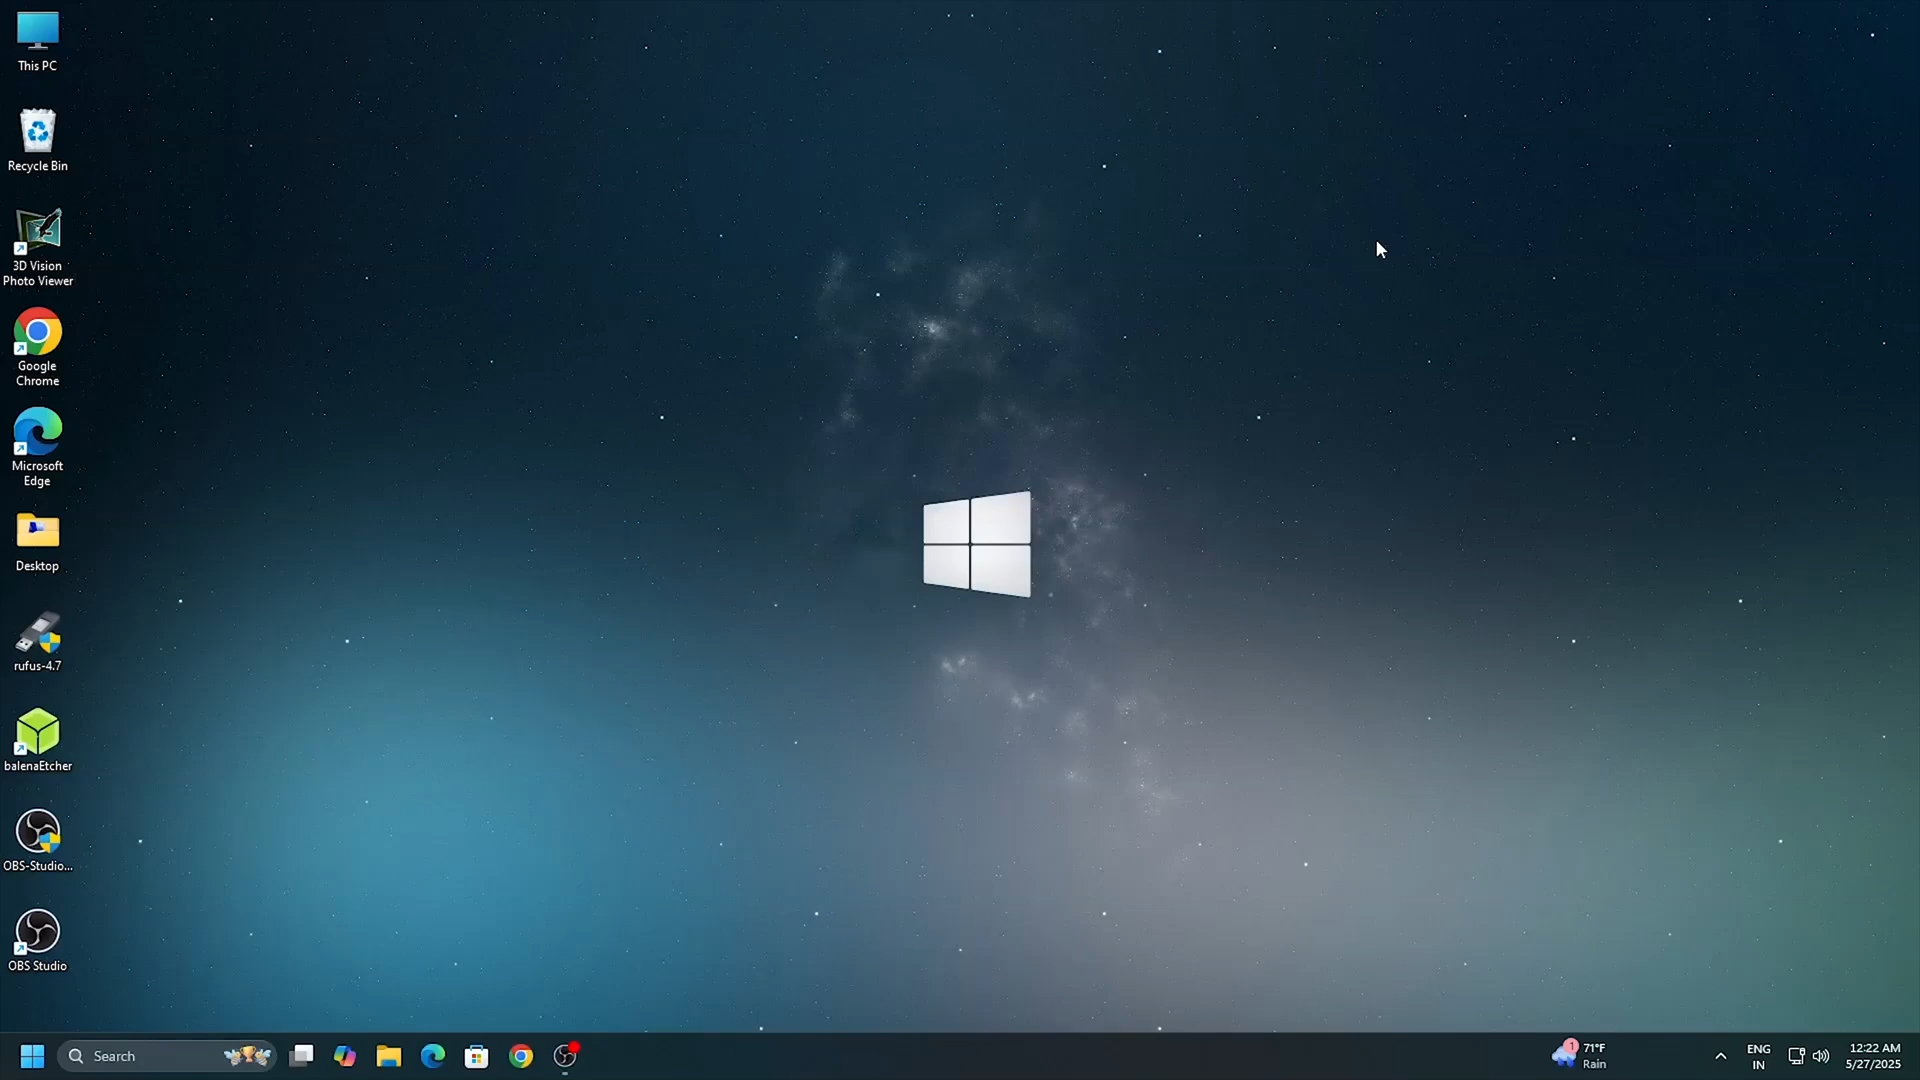 This PC
Recycle Bin
3D Vision
Photo Viewer
Google
Chrome
Microsoft
Edge
Desktop
rufus-4.7
balenaEtcher
OBS-Studio...
OBS Studio
Search
1
71°F
Rain
ENG
IN
12:22 AM
5/27/2025